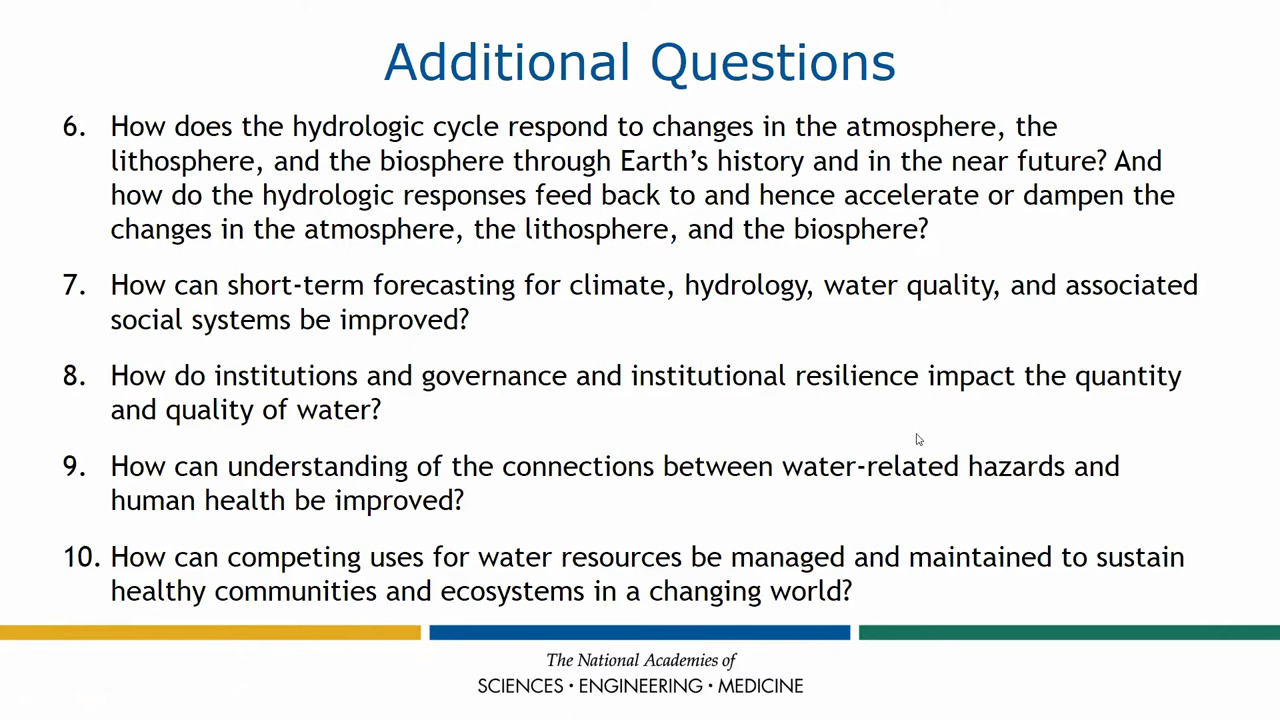 Additional Questions
6. How does the hydrologic cycle respond to changes in the atmosphere, the
lithosphere, and the biosphere through Earth’s history and in the near future? And
how do the hydrologic responses feed back to and hence accelerate or dampen the
changes in the atmosphere, the lithosphere, and the biosphere?
7. How can short-term forecasting for climate, hydrology, water quality, and associated
social systems be improved?
8. How do institutions and governance and institutional resilience impact the quantity
and quality of water?
9. How can understanding of the connections between water-related hazards and
human health be improved?
10. How can competing uses for water resources be managed and maintained to sustain
healthy communities and ecosystems in a changing world?
The National Academies of
SCIENCES · ENGINEERING · MEDICINE